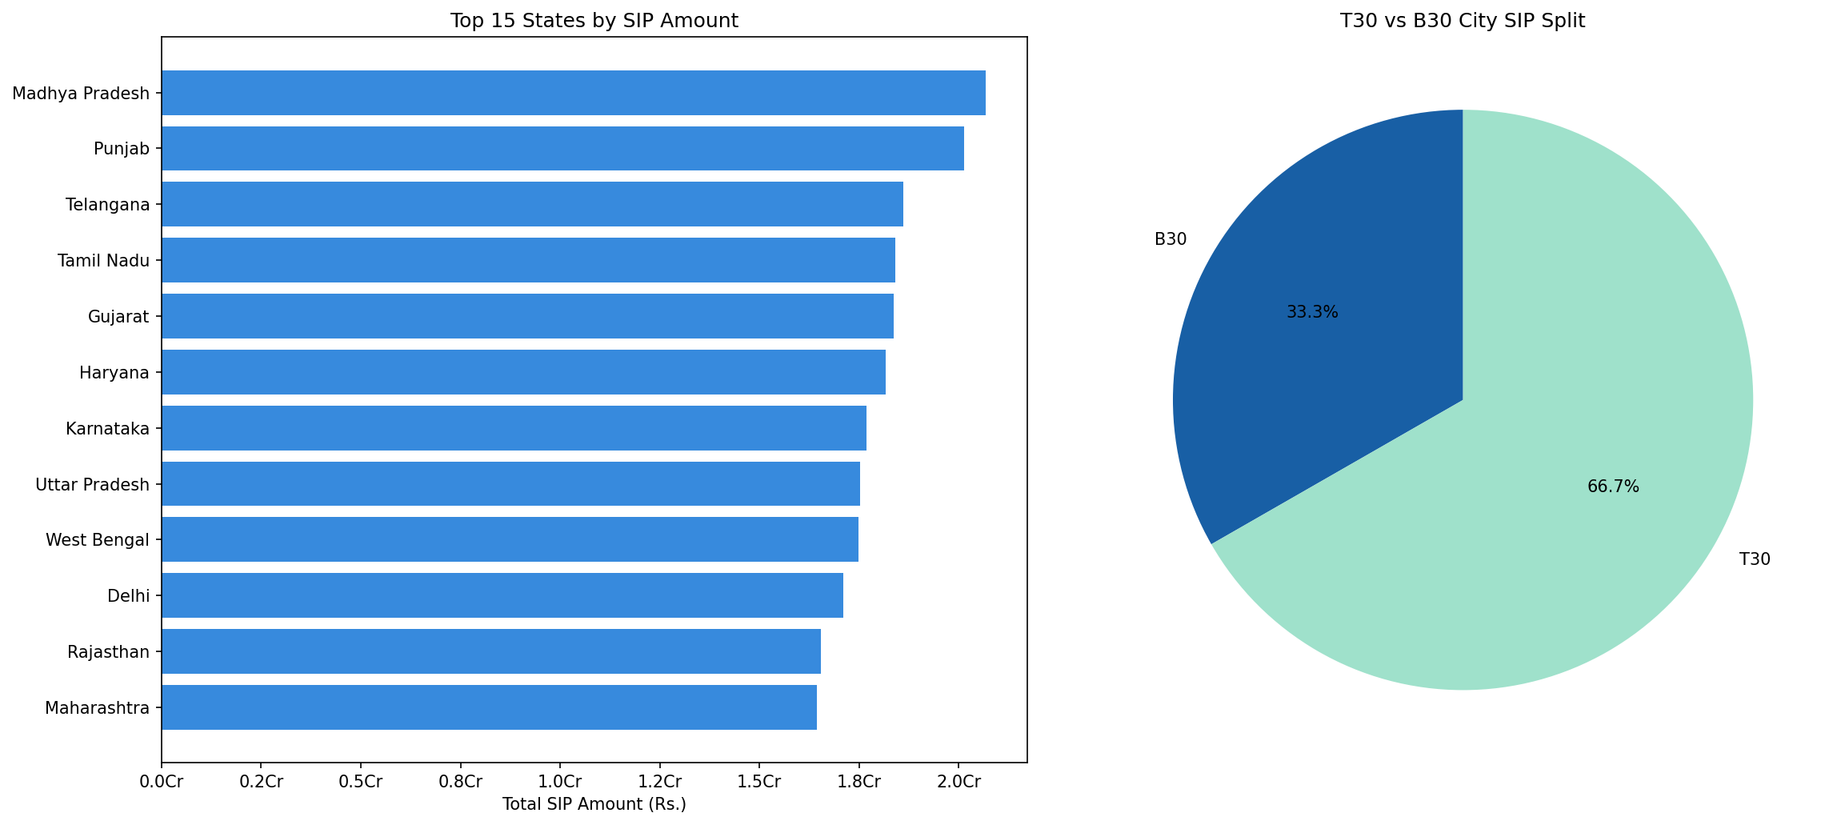 Top 15 States by SIP Amount
Madhya Pradesh
Punjab
Telangana
Tamil Nadu
Gujarat
Haryana
Karnataka
Uttar Pradesh
West Bengal
Delhi
Rajasthan
Maharashtra
0.0Cr 0.2Cr 0.5Cr 0.8Cr 1.0Cr 1.2Cr 1.5Cr 1.8Cr 2.0Cr
Total SIP Amount (Rs.)
T30 vs B30 City SIP Split
B30
33.3%
66.7%
T30